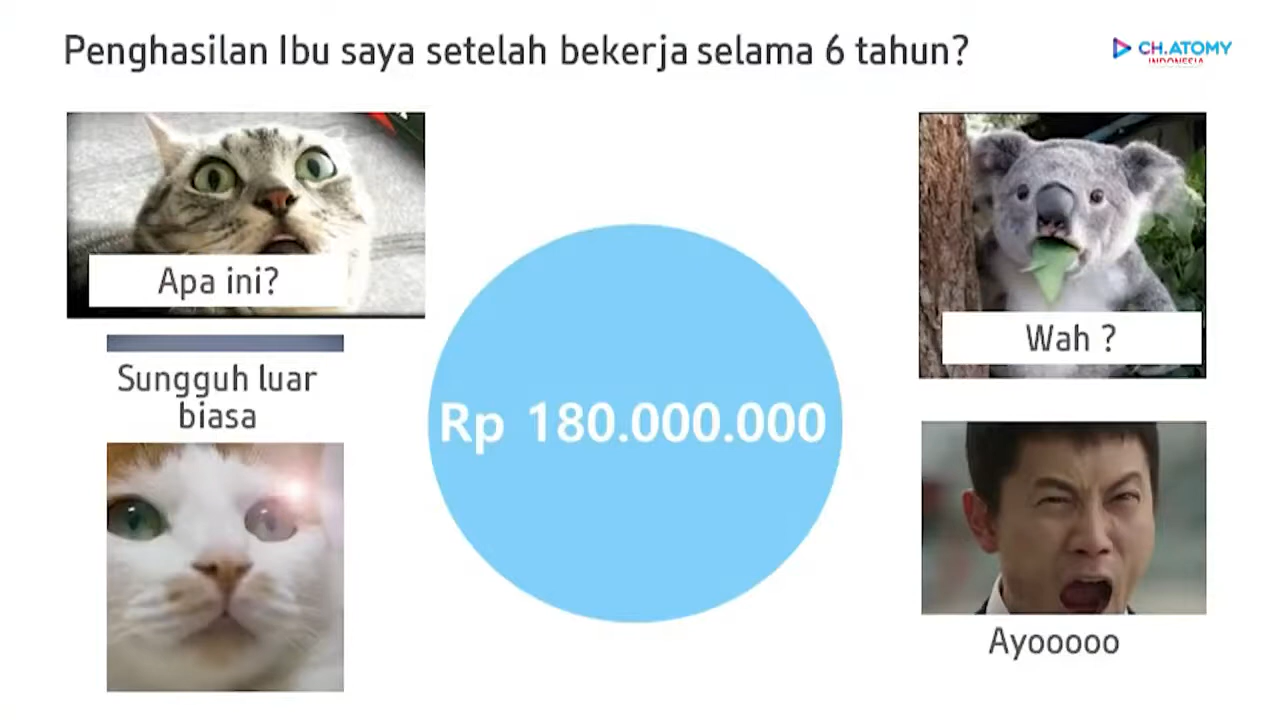 Penghasilan Ibu saya setelah bekerja selama 6 tahun?
CH.ATOMY
INDONESIA
Apa ini?
Wah ?
Sungguh luar
biasa
Rp 180.000.000
Ayooooo